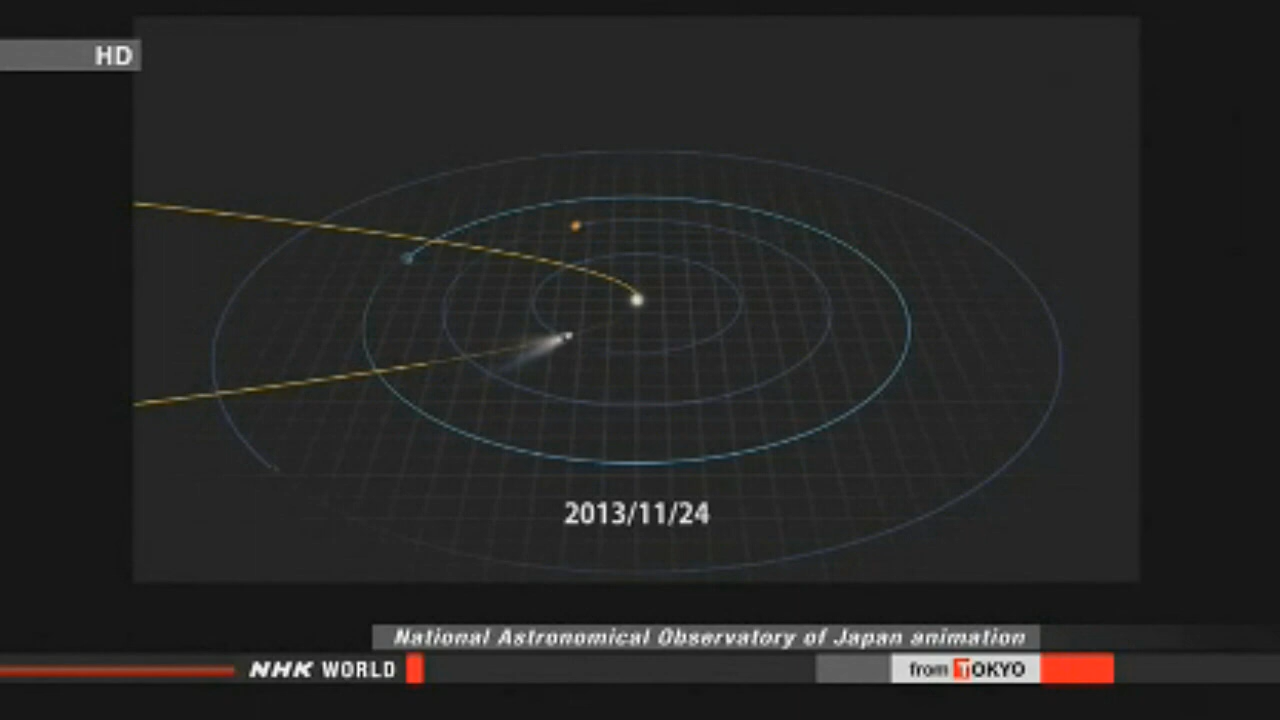 HD
2013/11/24
National Astronomical Observatory of Japan animation
NHK WORLD
from TOKYO